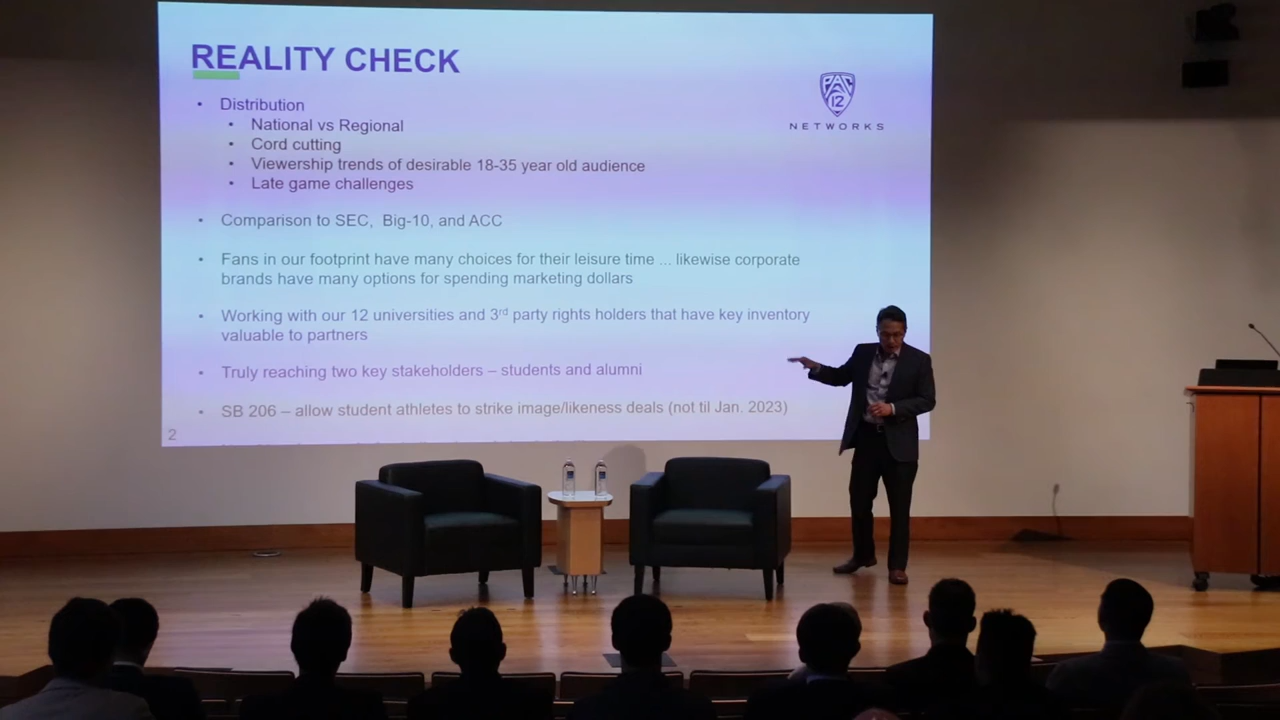 REALITY CHECK
PAC
12
NETWORKS
• Distribution
• National vs Regional
• Cord cutting
• Viewership trends of desirable 18-35 year old audience
• Late game challenges
• Comparison to SEC, Big-10, and ACC
• Fans in our footprint have many choices for their leisure time ... likewise corporate
brands have many options for spending marketing dollars
• Working with our 12 universities and 3rd party rights holders that have key inventory
valuable to partners
• Truly reaching two key stakeholders – students and alumni
• SB 206 – allow student athletes to strike image/likeness deals (not til Jan. 2023)
2